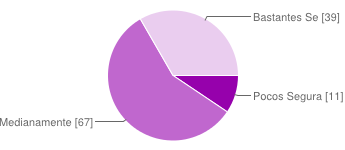 Bastantes Se [39]
Pocos Segura [11]
Medianamente [67]